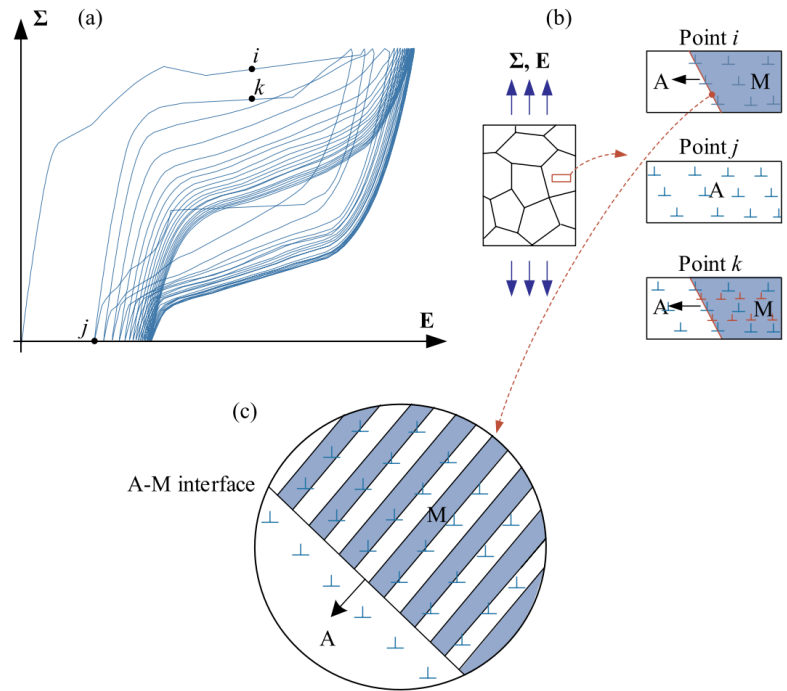 (a)
Σ
i
k
j
E
(b)
Σ, E
Point i
A
M
Point j
A
Point k
A
M
(c)
A-M interface
M
A